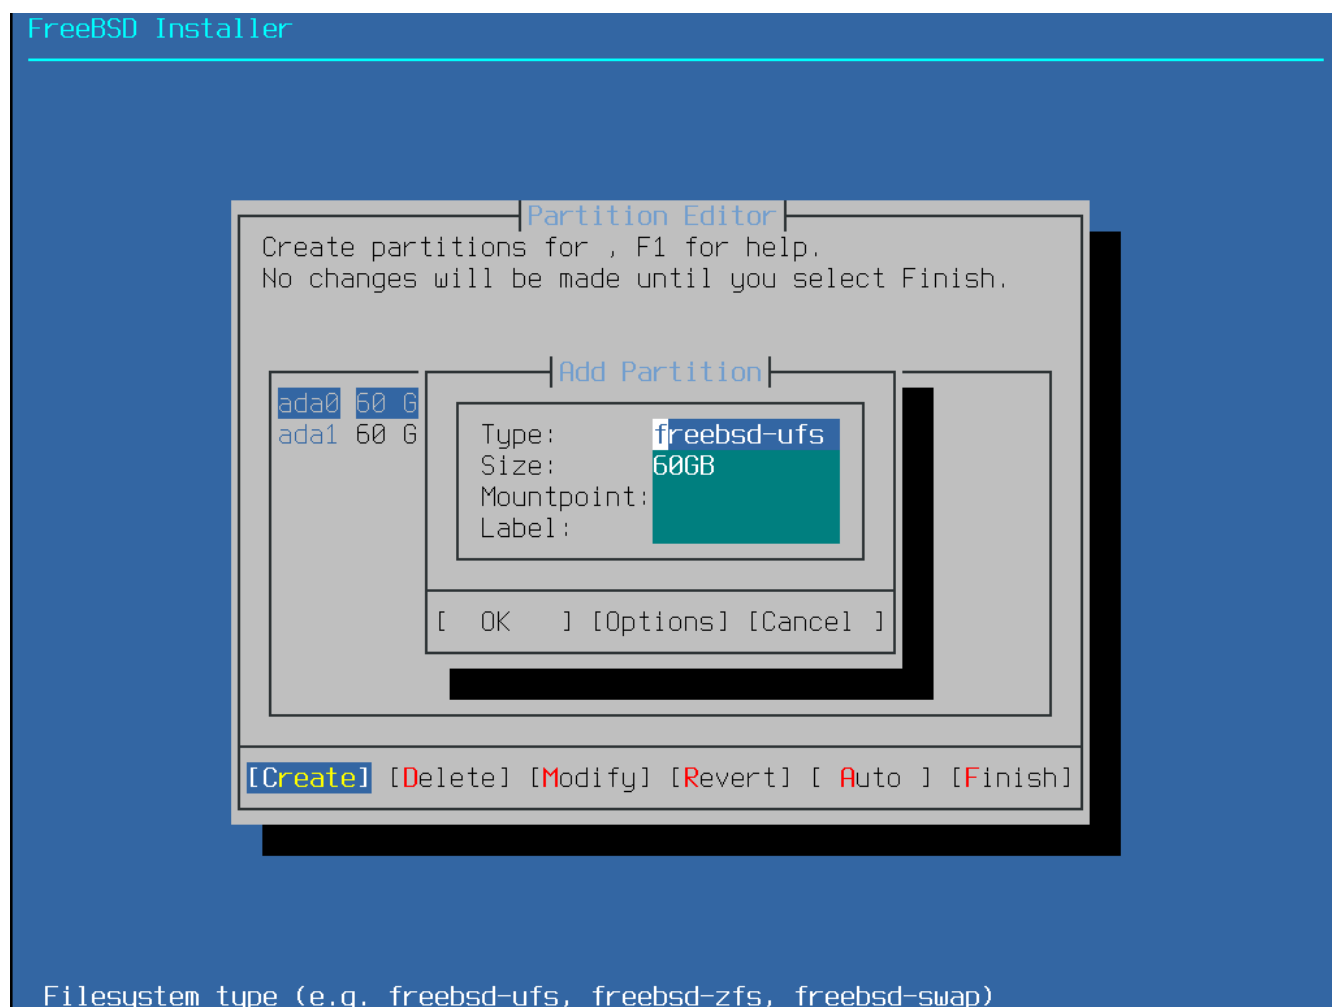 FreeBSD Installer
Partition Editor
Create partitions for , F1 for help.
No changes will be made until you select Finish.
Add Partition
ada0 60 G
ada1 60 G
Type: freebsd-ufs
Size: 60GB
Mountpoint:
Label:
[  OK   ] [Options] [Cancel ]
[Create] [Delete] [Modify] [Revert] [ Auto ] [Finish]
Filesystem type (e.g. freebsd-ufs, freebsd-zfs, freebsd-swap)